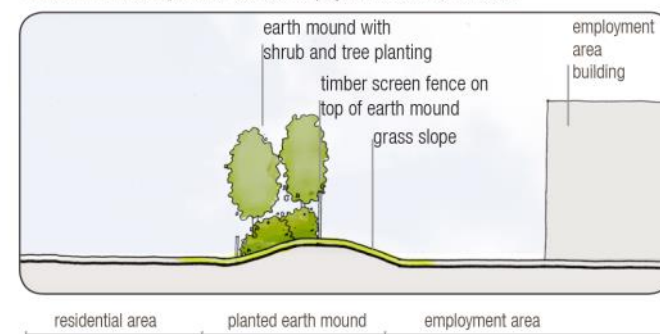 earth mound with
shrub and tree planting
timber screen fence on
top of earth mound
grass slope
employment
area
building
residential area
planted earth mound
employment area